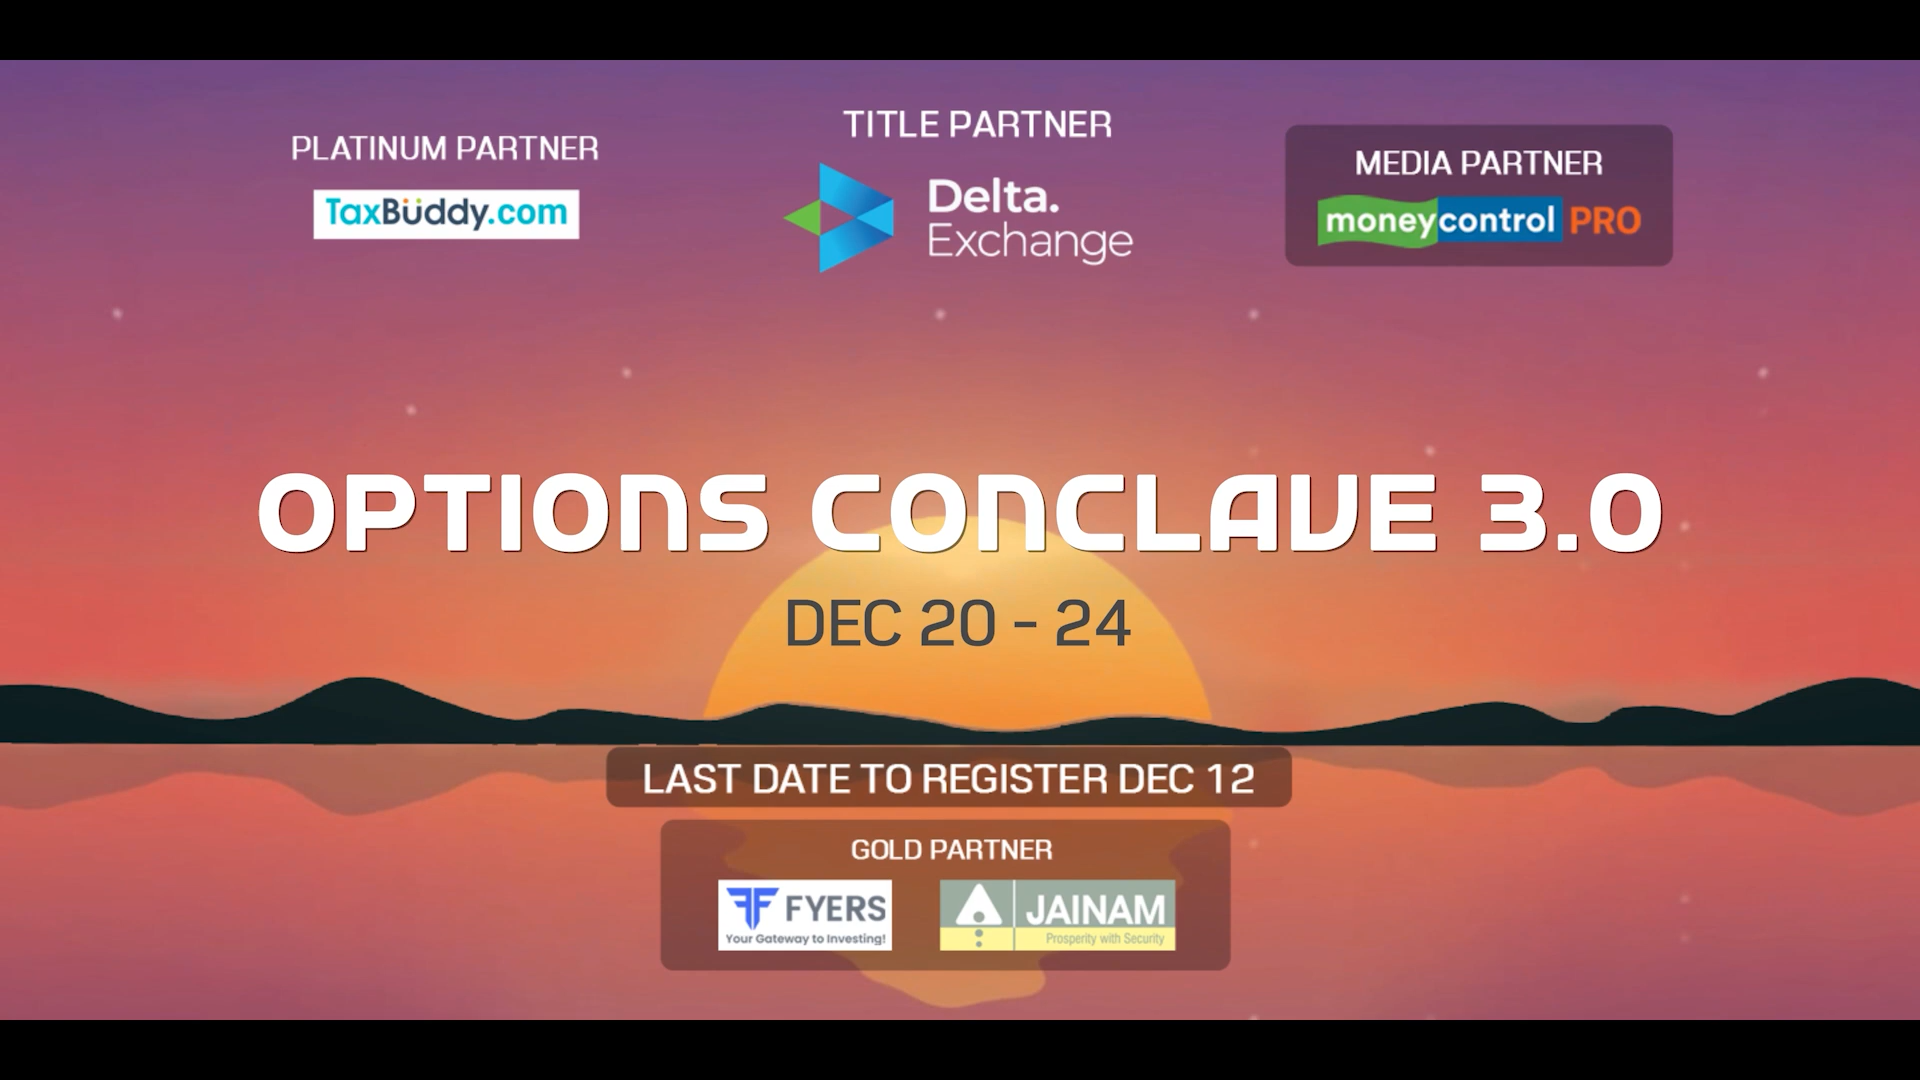 PLATINUM PARTNER
TaxBuddy.com
TITLE PARTNER
Delta.
Exchange
MEDIA PARTNER
moneycontrol PRO
OPTIONS CONCLAVE 3.0
DEC 20 - 24
LAST DATE TO REGISTER DEC 12
GOLD PARTNER
FYERS
Your Gateway to Investing!
JAINAM
Prosperity with Security